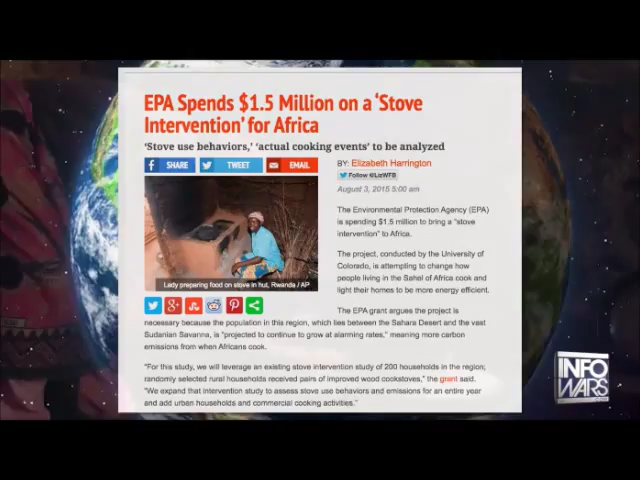 EPA Spends $1.5 Million on a ‘Stove
Intervention’ for Africa
‘Stove use behaviors,’ ‘actual cooking events’ to be analyzed
SHARE
TWEET
EMAIL
BY: Elizabeth Harrington
Follow @LizWFB
August 3, 2015 5:00 am
The Environmental Protection Agency (EPA)
is spending $1.5 million to bring a “stove
intervention” to Africa.
The project, conducted by the University of
Colorado, is attempting to change how
people living in the Sahel of Africa cook and
light their homes to be more energy efficient.
Lady preparing food on stove in hut, Rwanda / AP
The EPA grant argues the project is
necessary because the population in this region, which lies between the Sahara Desert and the vast
Sudanian Savanna, is “projected to continue to grow at alarming rates,” meaning more carbon
emissions from when Africans cook.
“For this study, we will leverage an existing stove intervention study of 200 households in the region;
randomly selected rural households received pairs of improved wood cookstoves,” the grant said.
“We expand that intervention study to assess stove use behaviors and emissions for an entire year
and add urban households and commercial cooking activities.”
INFO
WARS
.COM